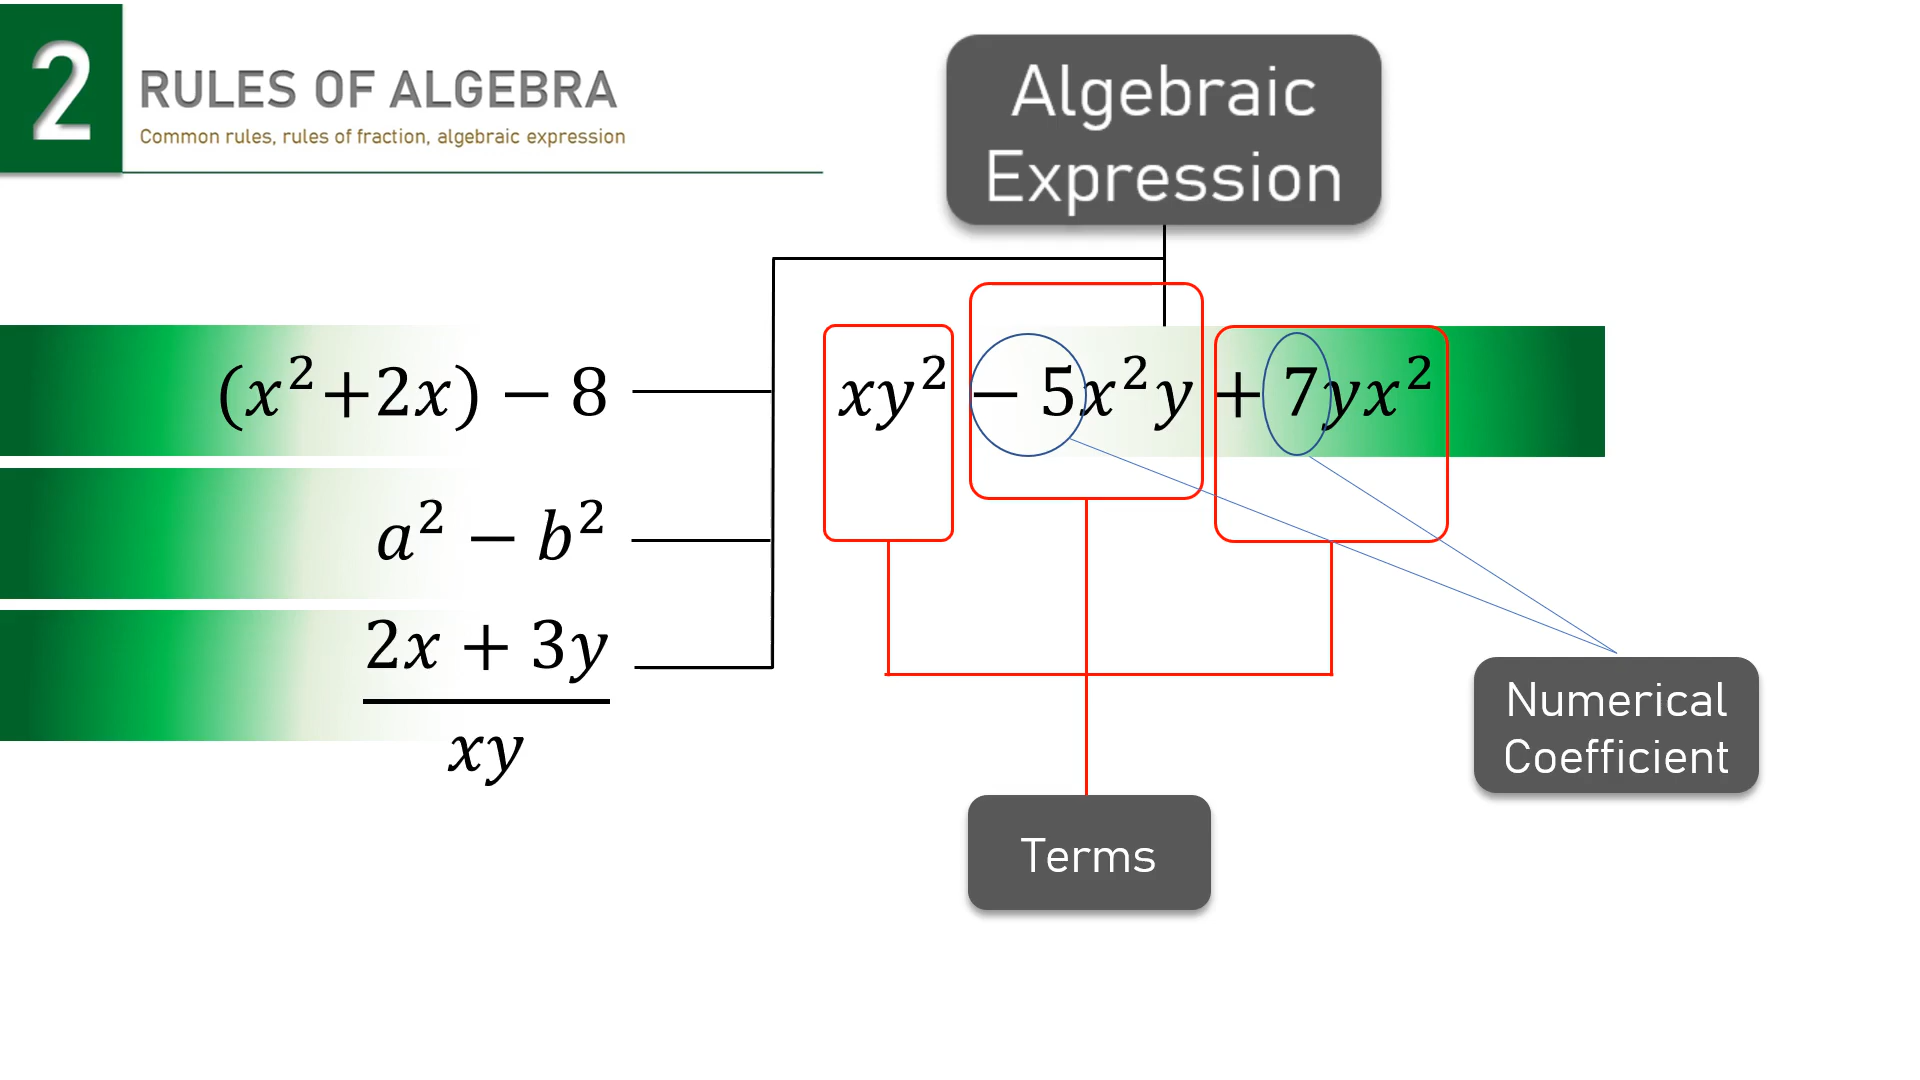 2
RULES OF ALGEBRA
Common rules, rules of fraction, algebraic expression
Algebraic
Expression
(x²+2x) − 8
a² − b²
2x + 3y
xy
xy² − 5x²y + 7yx²
Numerical
Coefficient
Terms